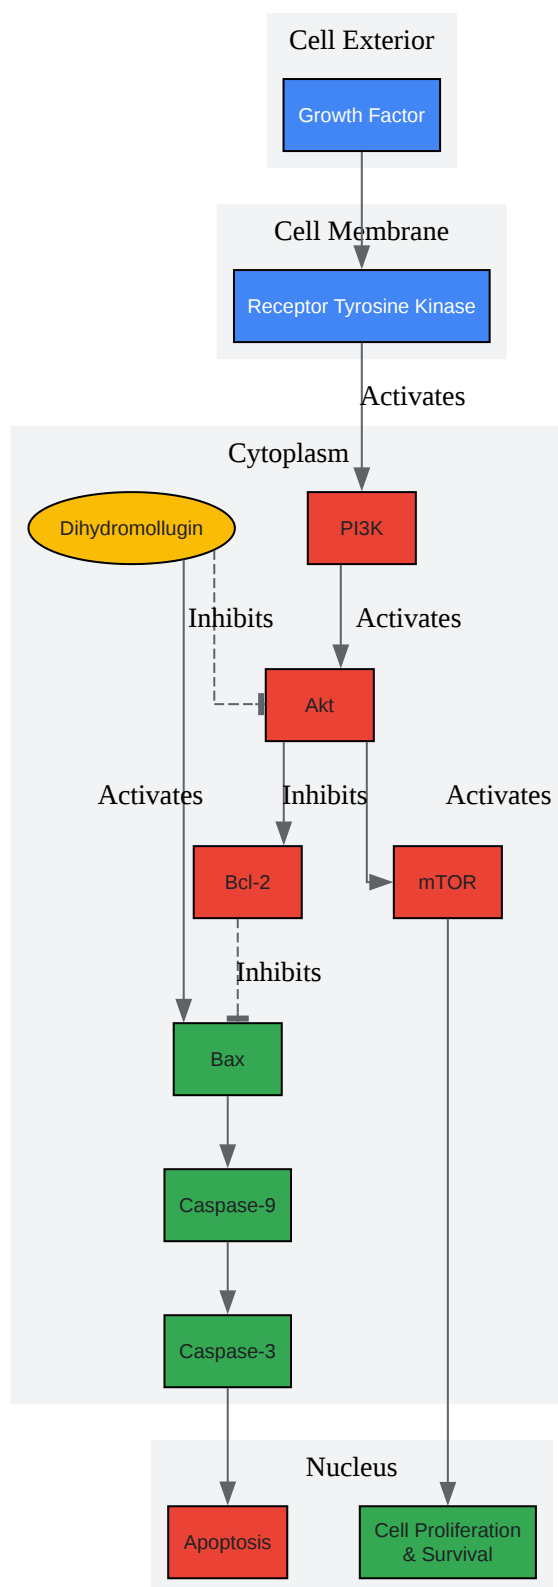 Cell Exterior
Growth Factor
Cell Membrane
Receptor Tyrosine Kinase
Activates
Cytoplasm
Dihydromollugin
PI3K
Inhibits
Activates
Akt
Activates
Inhibits
Activates
Bcl-2
mTOR
Inhibits
Bax
Caspase-9
Caspase-3
Nucleus
Apoptosis
Cell Proliferation
& Survival